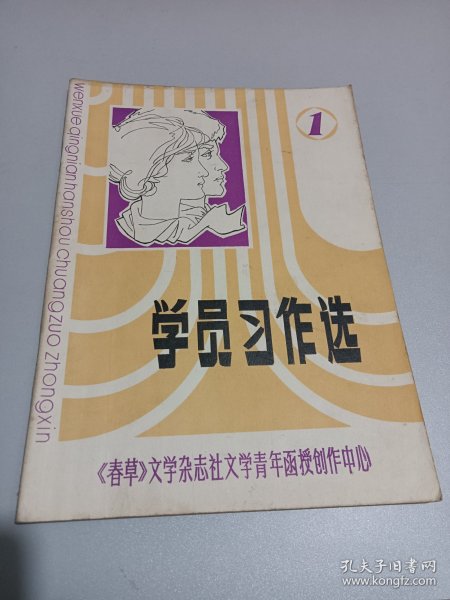 wenxue qingnian hanshou chuangzuo zhongxin
1
学员习作选
《春草》文学杂志社文学青年函授创作中心
孔夫子旧书网
www.kongfz.com